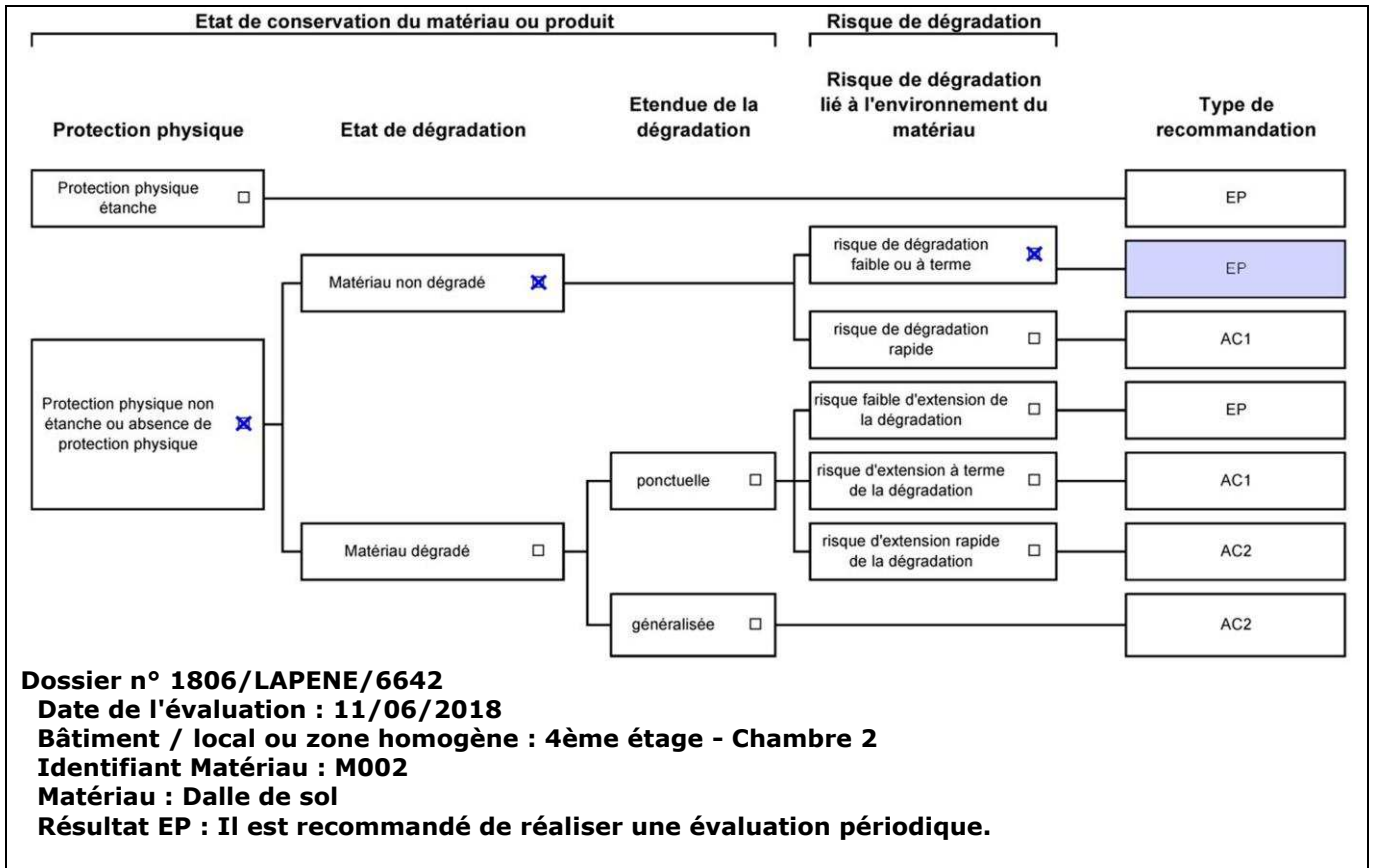 Etat de conservation du matériau ou produit
Risque de dégradation
Protection physique
Etat de dégradation
Etendue de la
dégradation
Risque de dégradation
lié à l'environnement du
matériau
Type de
recommandation
Protection physique
étanche
EP
risque de dégradation
faible ou à terme
EP
Matériau non dégradé
risque de dégradation
rapide
AC1
Protection physique non
étanche ou absence de
protection physique
risque faible d'extension de
la dégradation
EP
ponctuelle
risque d'extension à terme
de la dégradation
AC1
Matériau dégradé
risque d'extension rapide
de la dégradation
AC2
généralisée
AC2
Dossier n° 1806/LAPENE/6642
Date de l'évaluation : 11/06/2018
Bâtiment / local ou zone homogène : 4ème étage - Chambre 2
Identifiant Matériau : M002
Matériau : Dalle de sol
Résultat EP : Il est recommandé de réaliser une évaluation périodique.